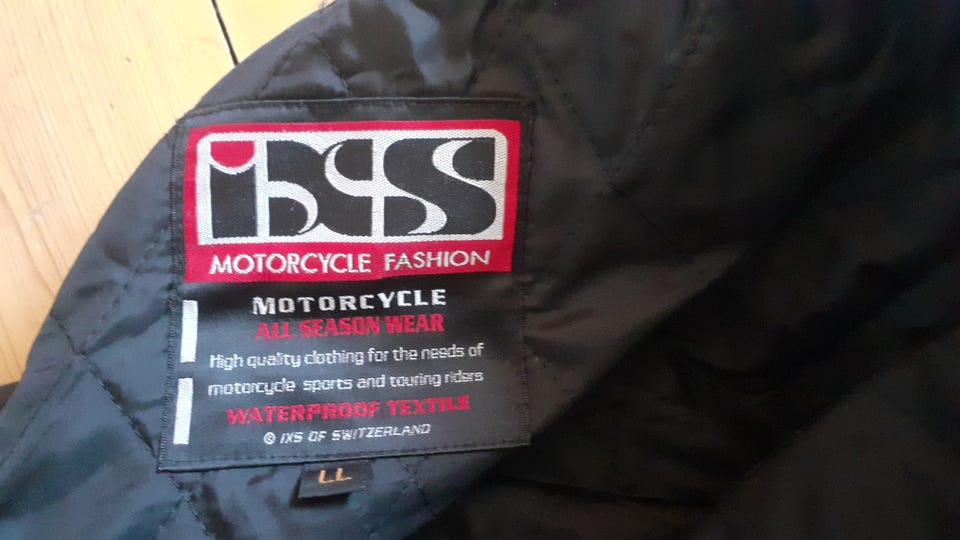 iXS
MOTORCYCLE FASHION
MOTORCYCLE
ALL SEASON WEAR
High quality clothing for the needs of
motorcycle sports and touring riders
WATERPROOF TEXTILE
© IXS OF SWITZERLAND
LL